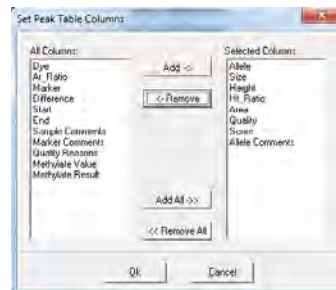 Set Peak Table Columns
All Columns:
Dye
Ar_Ratio
Marker
Difference
Start
End
Sample Comments
Marker Comments
Quality Reasons
Methylate Value
Methylate Result
Add ->
<- Remove
Add All ->>
<< Remove All
Selected Columns:
Allele
Size
Height
Ht_Ratio
Area
Quality
Score
Allele Comments
Ok
Cancel